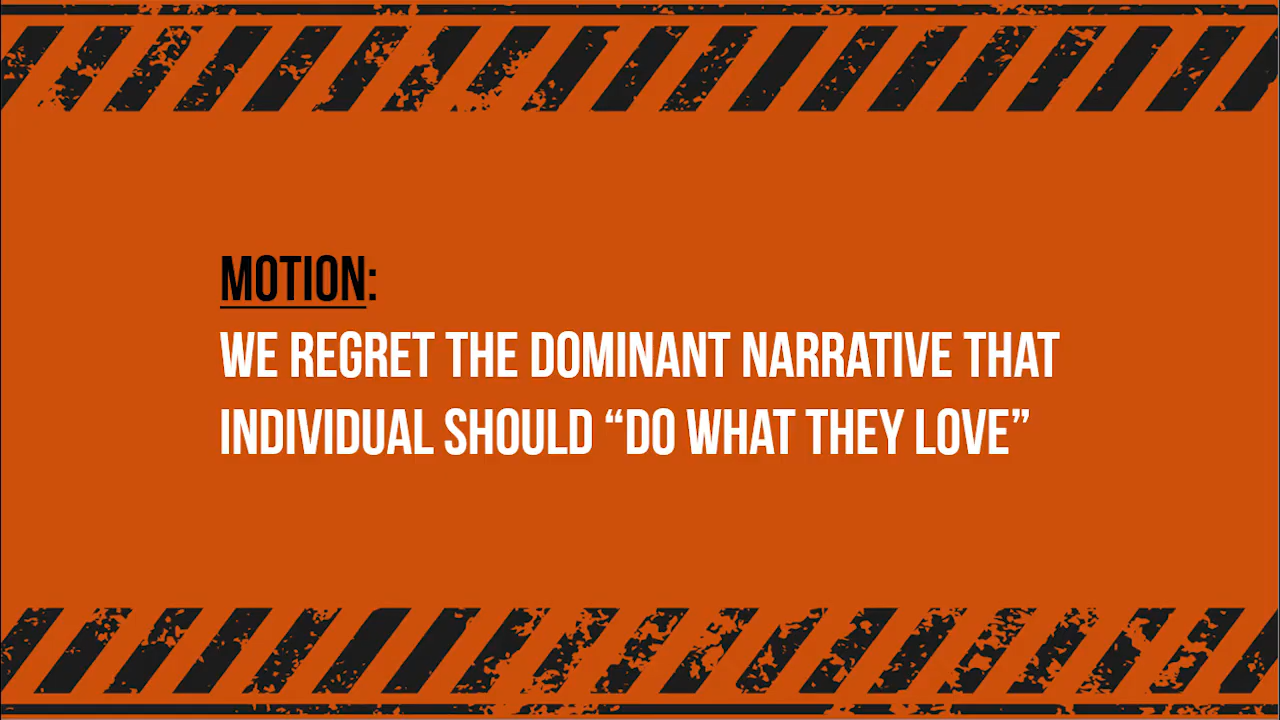 MOTION:
WE REGRET THE DOMINANT NARRATIVE THAT
INDIVIDUAL SHOULD “DO WHAT THEY LOVE”